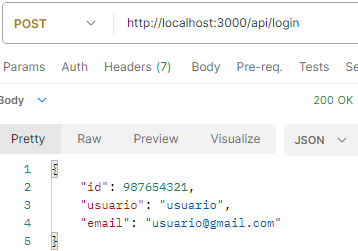 POST http://localhost:3000/api/login
Params Auth Headers (7) Body Pre-req. Tests
Body 200 OK
Pretty Raw Preview Visualize JSON
1 {
2 "id": 987654321,
3 "usuario": "usuario",
4 "email": "usuario@gmail.com"
5 }